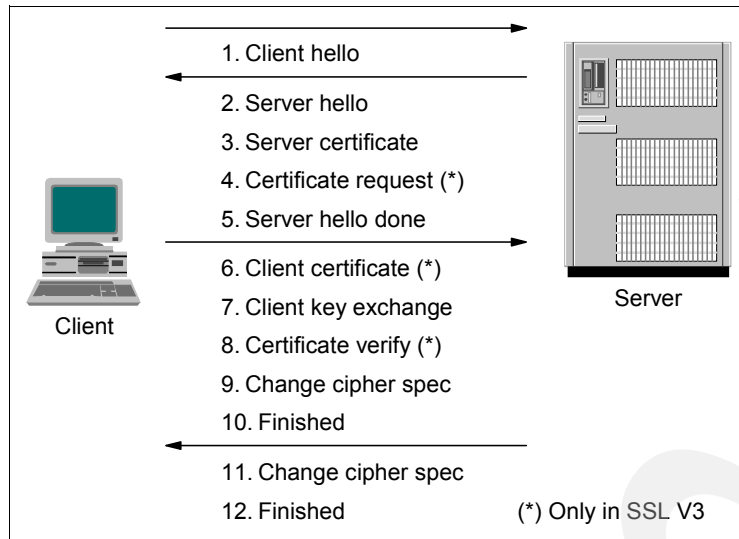 1. Client hello
2. Server hello
3. Server certificate
4. Certificate request (*)
5. Server hello done
6. Client certificate (*)
7. Client key exchange
8. Certificate verify (*)
9. Change cipher spec
10. Finished
Client
Server
11. Change cipher spec
12. Finished
(*) Only in SSL V3